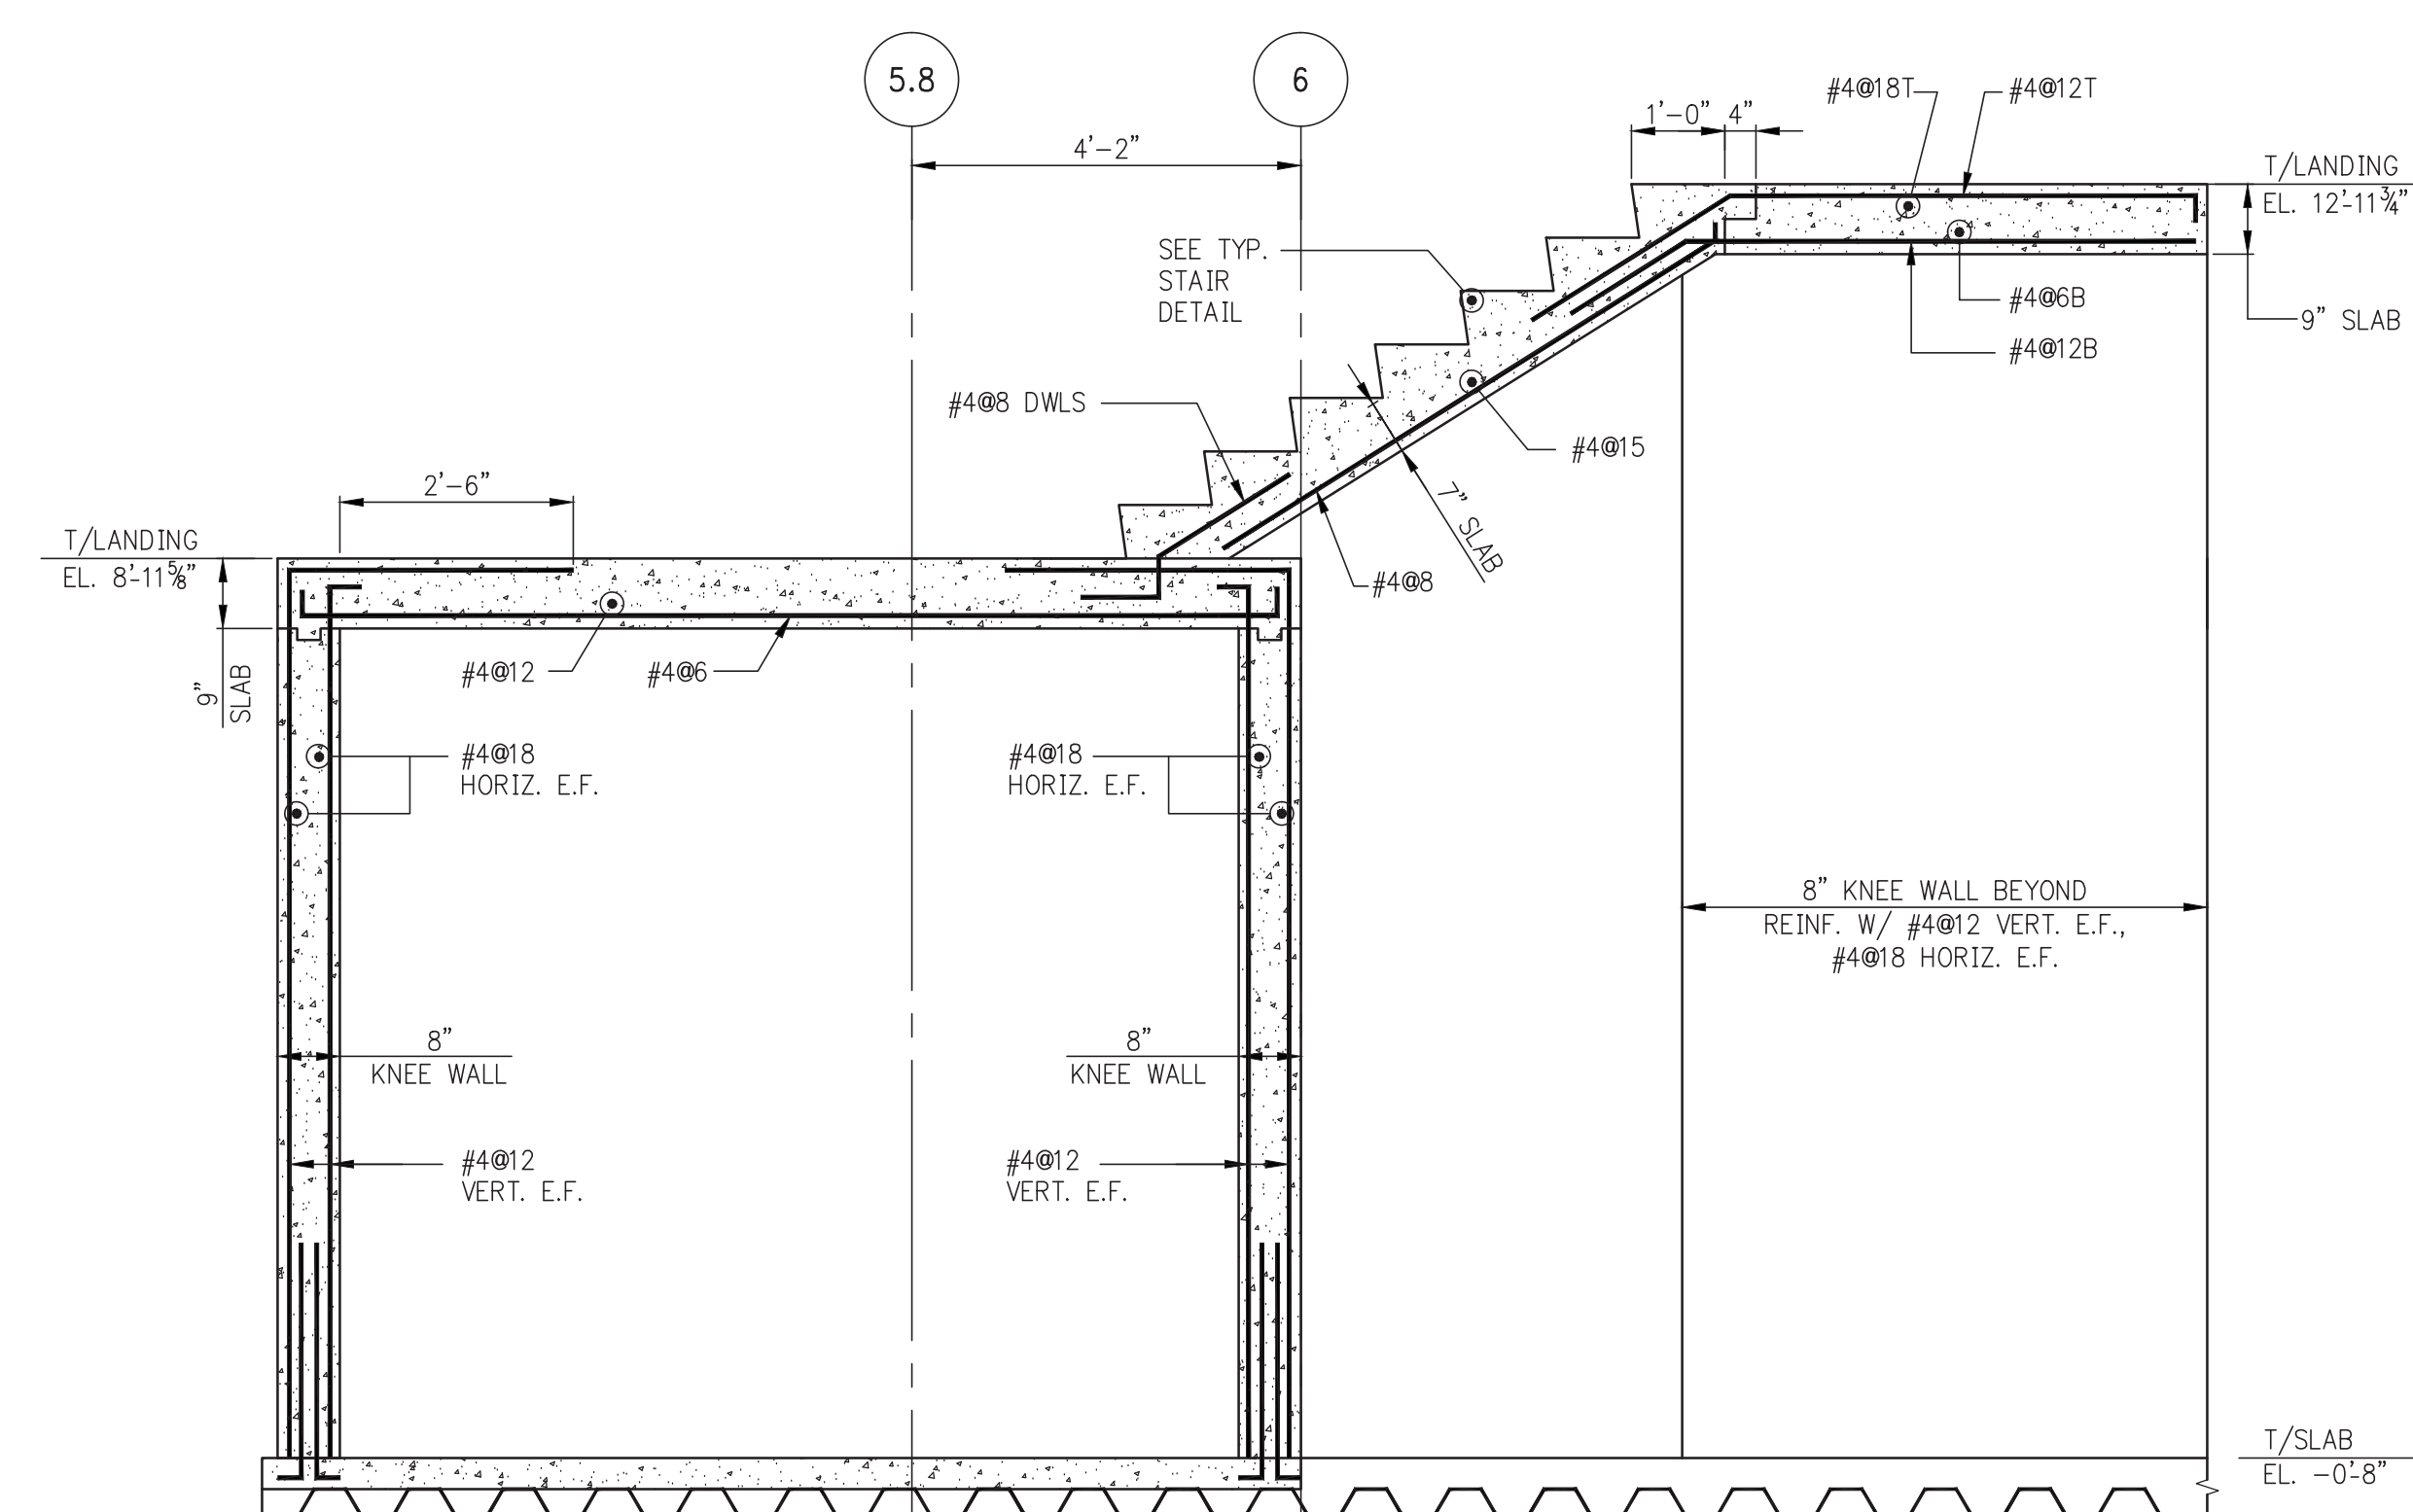 5.8
6
4'-2"
1'-0" 4"
#4@18T
#4@12T
T/LANDING
EL. 12'-11¾"
SEE TYP.
STAIR
DETAIL
#4@6B
9" SLAB
#4@12B
#4@8 DWLS
#4@15
2'-6"
7" SLAB
T/LANDING
EL. 8'-11⅝"
#4@8
9"
SLAB
#4@12
#4@6
#4@18
HORIZ. E.F.
#4@18
HORIZ. E.F.
8" KNEE WALL BEYOND
REINF. W/ #4@12 VERT. E.F.,
#4@18 HORIZ. E.F.
8"
KNEE WALL
8"
KNEE WALL
#4@12
VERT. E.F.
#4@12
VERT. E.F.
T/SLAB
EL. -0'-8"